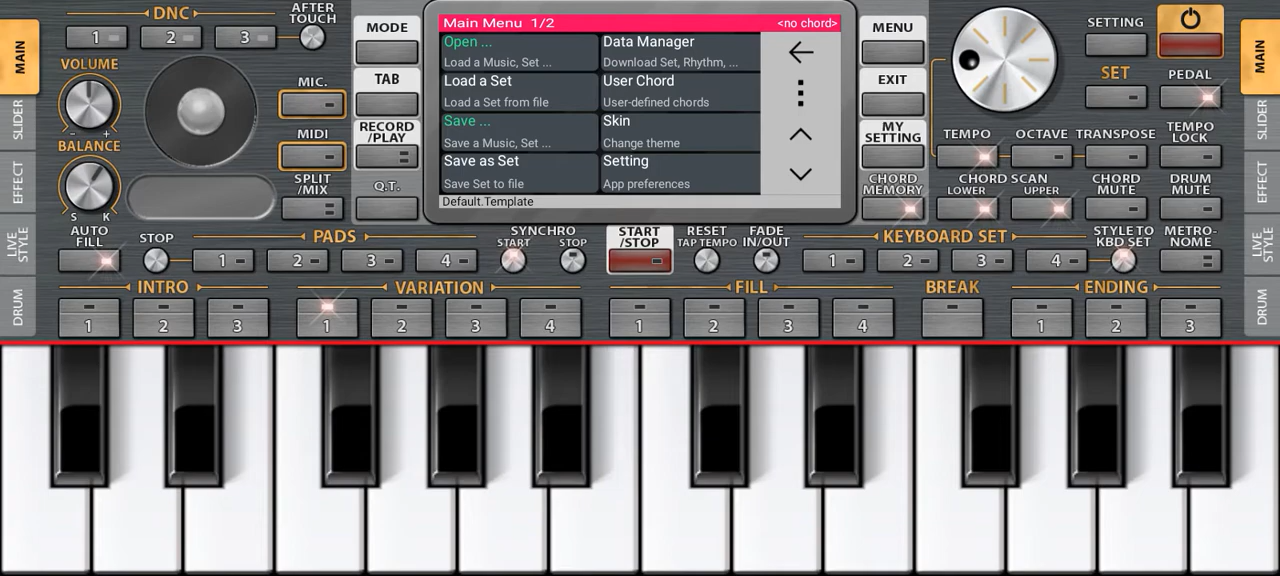 DNC
1
2
3
AFTER
TOUCH
MAIN
SLIDER
EFFECT
LIVE
STYLE
DRUM
VOLUME
- +
BALANCE
S K
MIC.
MIDI
SPLIT
/MIX
MODE
TAB
RECORD
/PLAY
Q.T.
Main Menu 1/2
<no chord>
Open ...
Load a Music, Set ...
Data Manager
Download Set, Rhythm, ...
Load a Set
Load a Set from file
User Chord
User-defined chords
Save ...
Save a Music, Set ...
Skin
Change theme
Save as Set
Save Set to file
Setting
App preferences
Default.Template
MENU
EXIT
MY
SETTING
CHORD
MEMORY
SETTING
SET
PEDAL
TEMPO
OCTAVE
TRANSPOSE
TEMPO
LOCK
CHORD SCAN
LOWER
UPPER
CHORD
MUTE
DRUM
MUTE
MAIN
SLIDER
EFFECT
LIVE
STYLE
DRUM
AUTO
FILL
STOP
PADS
1
2
3
4
SYNCHRO
START
STOP
START
/STOP
RESET
TAP TEMPO
FADE
IN/OUT
KEYBOARD SET
1
2
3
4
STYLE TO
KBD SET
METRO-
NOME
INTRO
1
2
3
VARIATION
1
2
3
4
FILL
1
2
3
4
BREAK
ENDING
1
2
3